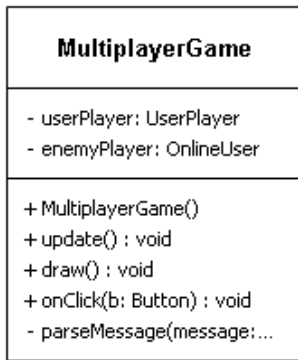 MultiplayerGame
- userPlayer: UserPlayer
- enemyPlayer: OnlineUser
+ MultiplayerGame()
+ update() : void
+ draw() : void
+ onClick(b: Button) : void
- parseMessage(message:...